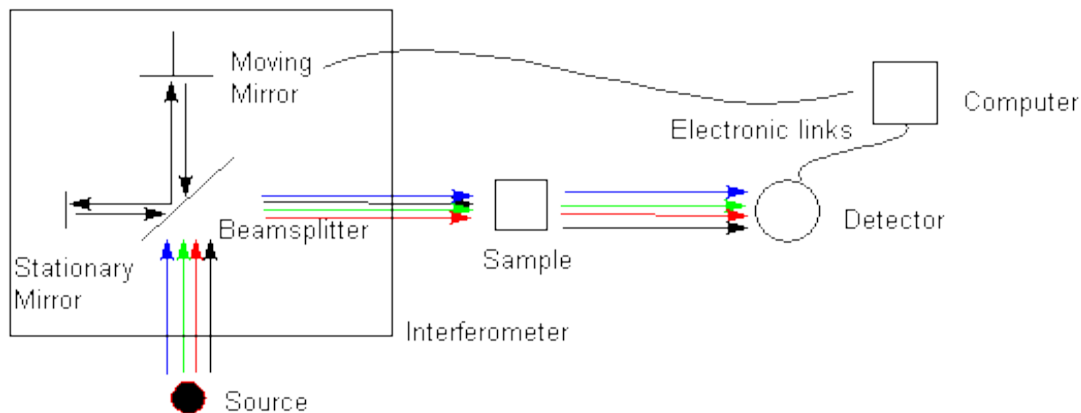 Moving
Mirror
Computer
Electronic links
Beamsplitter
Detector
Sample
Stationary
Mirror
Interferometer
Source